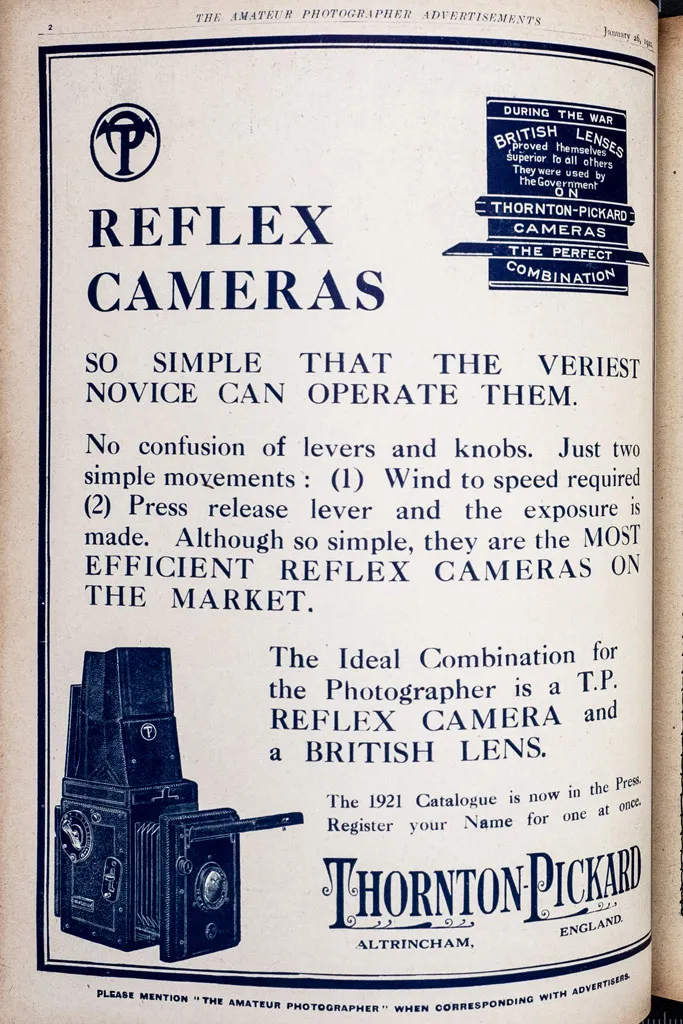 2
THE AMATEUR PHOTOGRAPHER ADVERTISEMENTS
January 26,
TP
DURING THE WAR
BRITISH LENSES
proved themselves
superior to all others
They were used by
the Government
ON
THORNTON-PICKARD
CAMERAS
THE PERFECT
COMBINATION
REFLEX
CAMERAS
SO SIMPLE THAT THE VERIEST
NOVICE CAN OPERATE THEM.
No confusion of levers and knobs. Just two
simple movements : (1) Wind to speed required
(2) Press release lever and the exposure is
made. Although so simple, they are the MOST
EFFICIENT REFLEX CAMERAS ON
THE MARKET.
The Ideal Combination for
the Photographer is a T.P.
REFLEX CAMERA and
a BRITISH LENS.
TP
The 1921 Catalogue is now in the Press.
Register your Name for one at once.
THORNTON-PICKARD
ALTRINCHAM,
ENGLAND.
PLEASE MENTION "THE AMATEUR PHOTOGRAPHER" WHEN CORRESPONDING WITH ADVERTISERS.